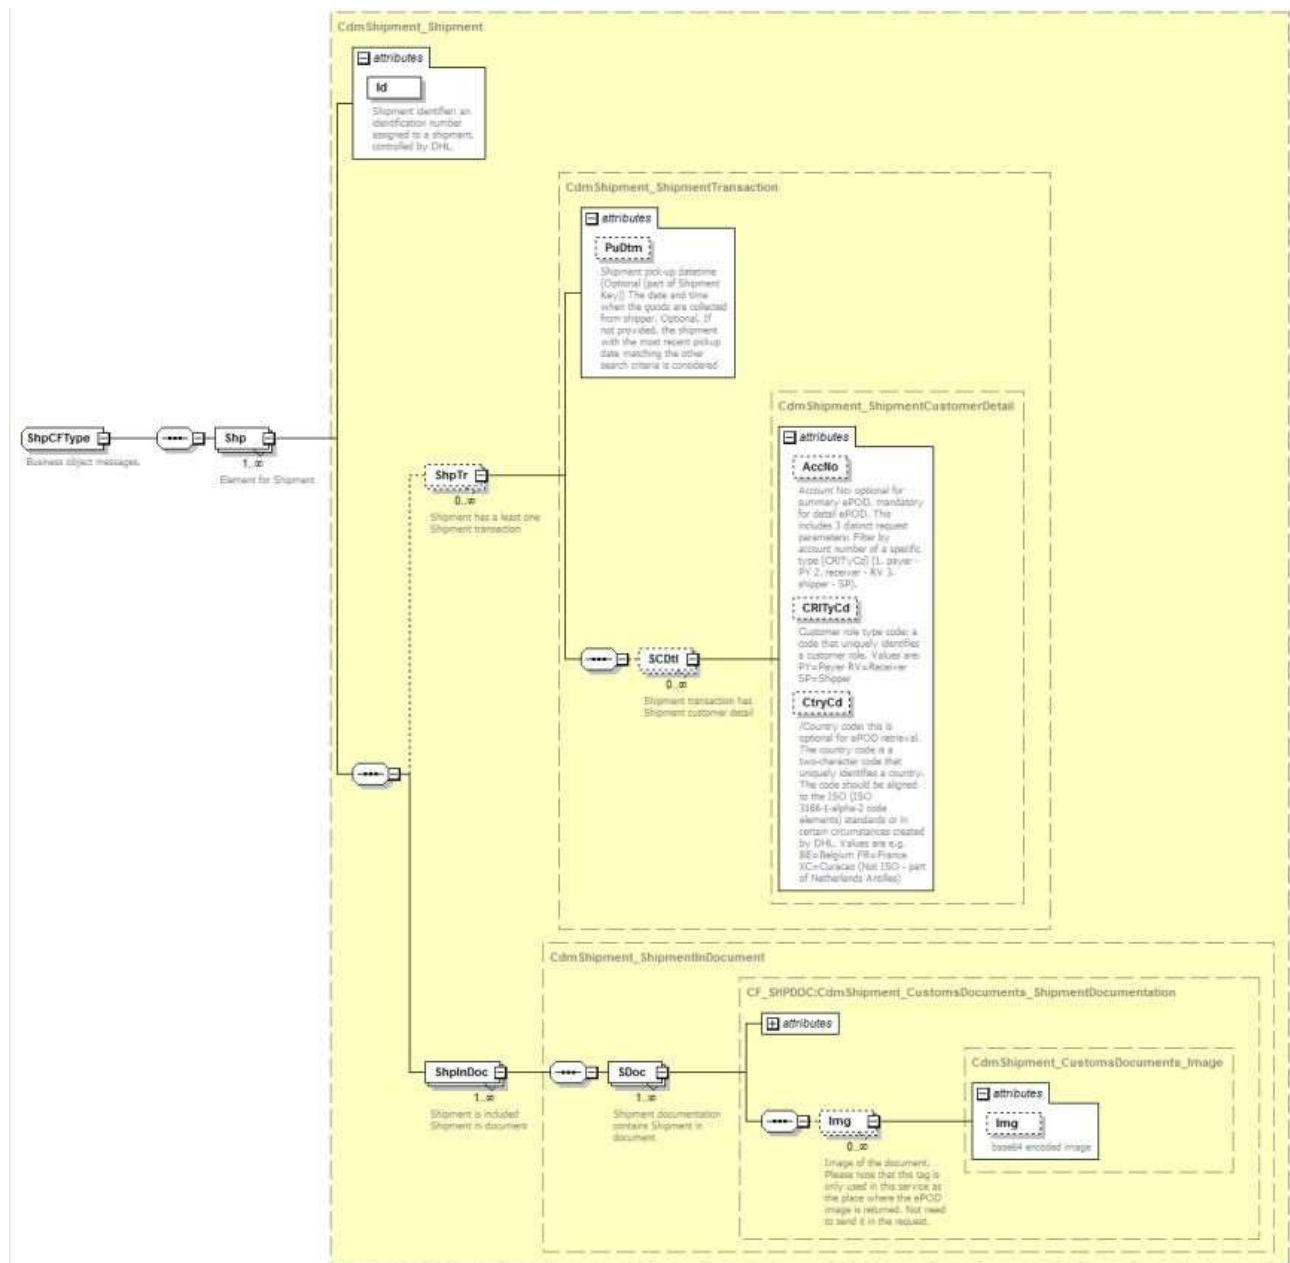 CdmShipment_Shipment
attributes
Id
Shipment identifier: an
identification number
assigned to a shipment,
controlled by DHL.
CdmShipment_ShipmentTransaction
attributes
PuDtm
Shipment pick-up datetime
(Optional (part of Shipment
Key)) The date and time
when the goods are collected
from shipper. Optional. If
not provided, the shipment
with the most recent pickup
date matching the other
search criteria is considered
CdmShipment_ShipmentCustomerDetail
attributes
AccNo
Account No: optional for
summary ePOD, mandatory
for detail ePOD. This
includes 3 distinct request
parameters: Filter by
account number of a specific
type (CRlTyCd) (1. payer -
PY 2. receiver - RV 3.
shipper - SP).
CRlTyCd
Customer role type code: a
code that uniquely identifies
a customer role. Values are:
PY=Payer RV=Receiver
SP=Shipper
CtryCd
/Country code: this is
optional for ePOD retrieval.
The country code is a
two-character code that
uniquely identifies a country.
The code should be aligned
to the ISO (ISO
3166-1-alpha-2 code
elements) standards or in
certain circumstances created
by DHL. Values are e.g.
BE=Belgium FR=France
XC=Curacao (Not ISO - part
of Netherlands Antilles)
ShpCFType
Business object messages.
Shp
1..∞
Element for Shipment
ShpTr
0..∞
Shipment has a least one
Shipment transaction
SCDtl
0..∞
Shipment transaction has
Shipment customer detail
CdmShipment_ShipmentInDocument
CF_SHPDOC:CdmShipment_CustomsDocuments_ShipmentDocumentation
attributes
CdmShipment_CustomsDocuments_Image
attributes
Img
base64 encoded image
ShpInDoc
1..∞
Shipment is included
Shipment in document
SDoc
1..∞
Shipment documentation
contains Shipment in
document
Img
0..∞
Image of the document.
Please note that this tag is
only used in this service as
the place where the ePOD
image is returned. Not need
to send it in the request.